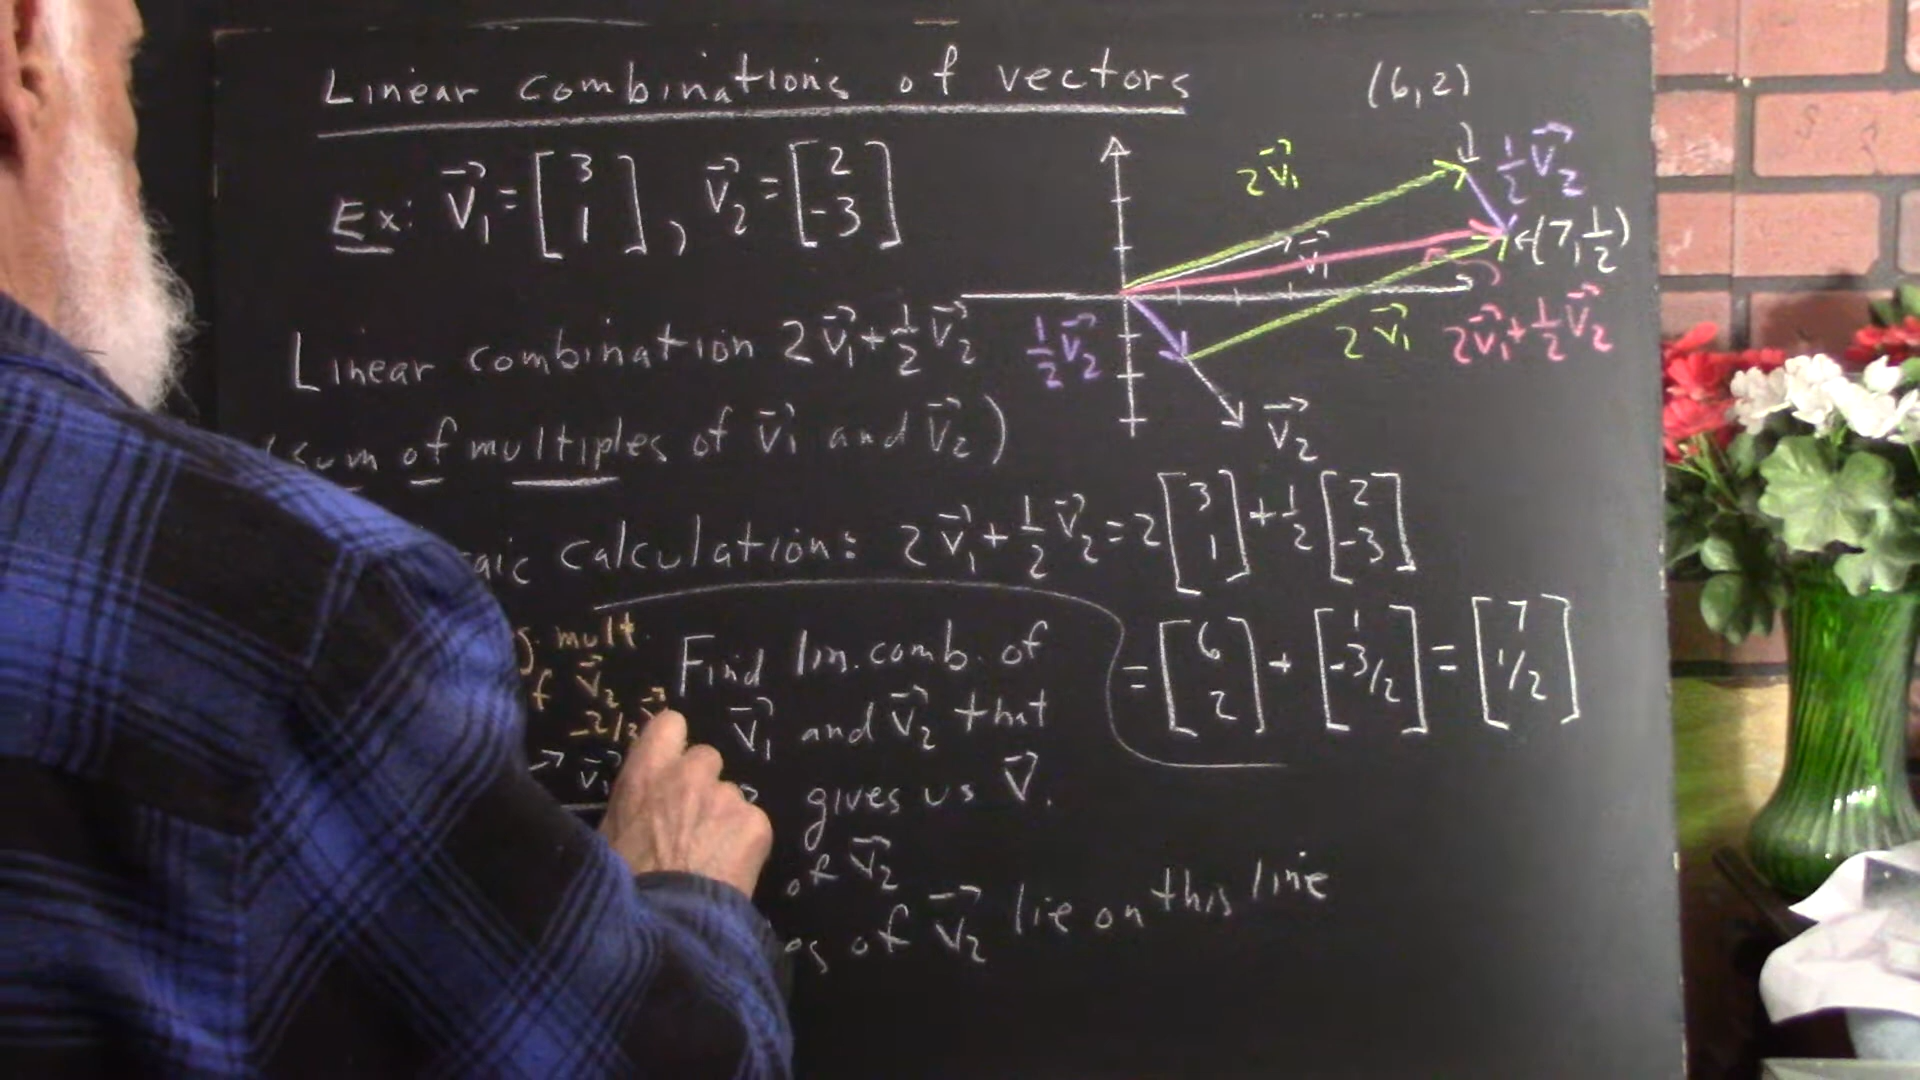 Linear combinations of vectors
(6,2)
Ex: v⃗₁ = [3 1], v⃗₂ = [2 -3]
2v⃗₁
½v⃗₂
v⃗₁
(7,½)
Linear combination 2v⃗₁+½v⃗₂
½v⃗₂
2v⃗₁
2v⃗₁+½v⃗₂
v⃗₂
(sum of multiples of v⃗₁ and v⃗₂)
calculation: 2v⃗₁+½v⃗₂=2[3 1]+½[2 -3]
=[6 2]+[1 -3/2]=[7 1/2]
mult.
v⃗₂
v⃗₁
Find lin. comb. of
v⃗₁ and v⃗₂ that
gives us v⃗.
of v⃗₂
of v⃗₂ lie on this line